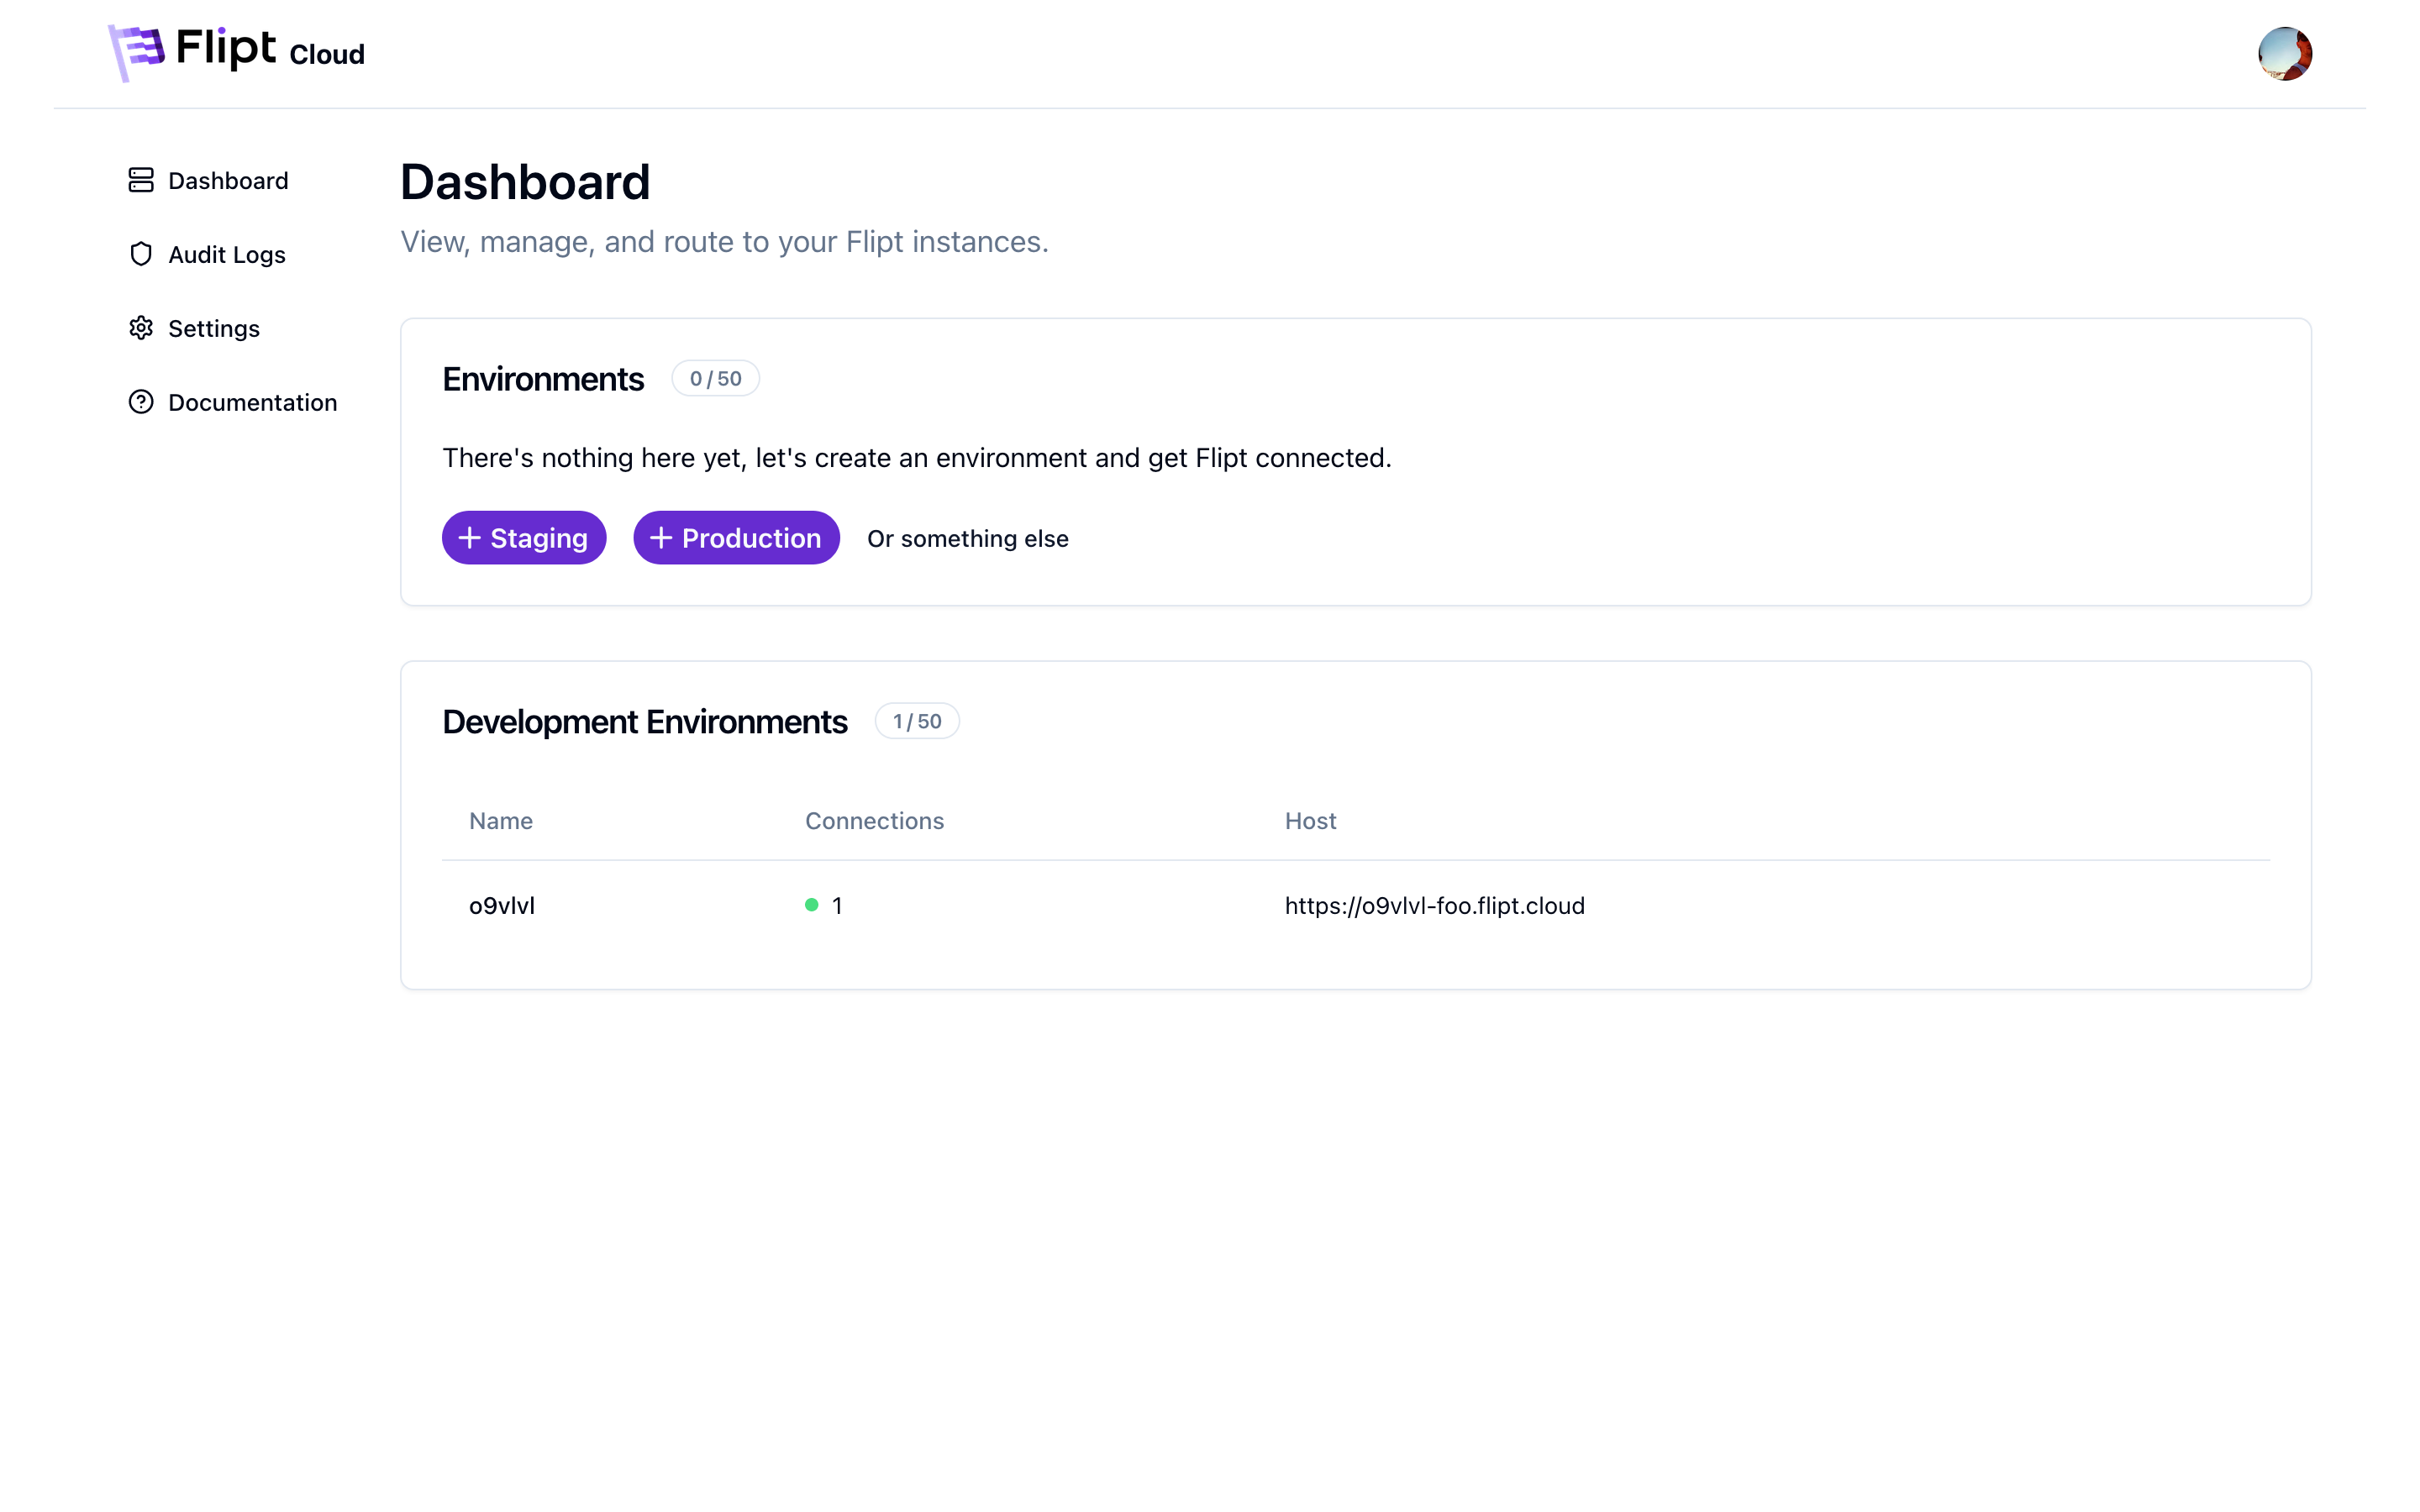 Flipt Cloud
Dashboard
Audit Logs
Settings
Documentation
Dashboard
View, manage, and route to your Flipt instances.
Environments 0 / 50
There's nothing here yet, let's create an environment and get Flipt connected.
+ Staging + Production Or something else
Development Environments 1 / 50
Name Connections Host
o9vlvl 1 https://o9vlvl-foo.flipt.cloud